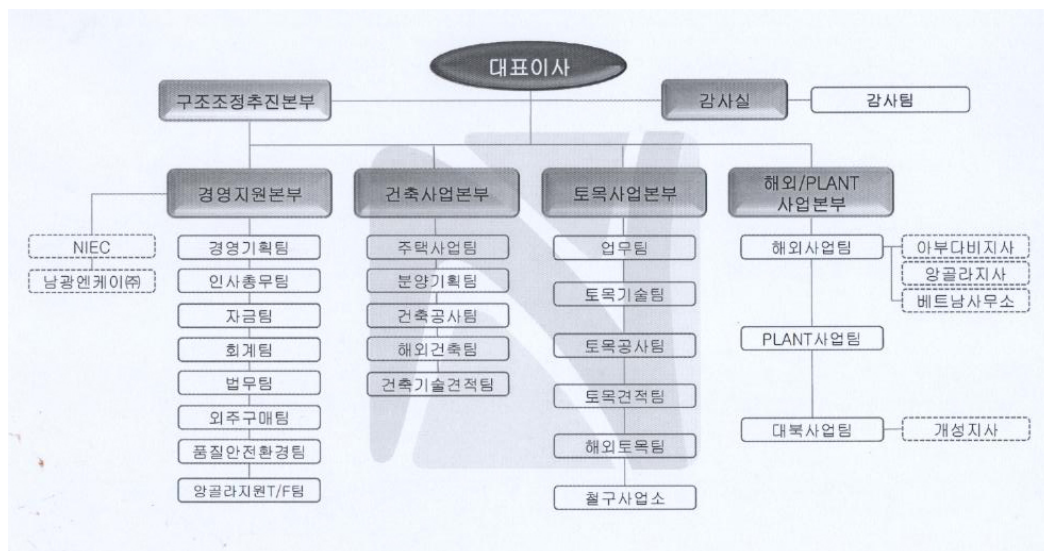 대표이사
구조조정추진본부
감사실
감사팀
경영지원본부
건축사업본부
토목사업본부
해외/PLANT
사업본부
NIEC
남광엔케이㈜
경영기획팀
인사총무팀
자금팀
회계팀
법무팀
외주구매팀
품질안전환경팀
앙골라지원T/F팀
주택사업팀
분양기획팀
건축공사팀
해외건축팀
건축기술견적팀
업무팀
토목기술팀
토목공사팀
토목견적팀
해외토목팀
철구사업소
해외사업팀
아부다비지사
앙골라지사
베트남사무소
PLANT사업팀
대북사업팀
개성지사